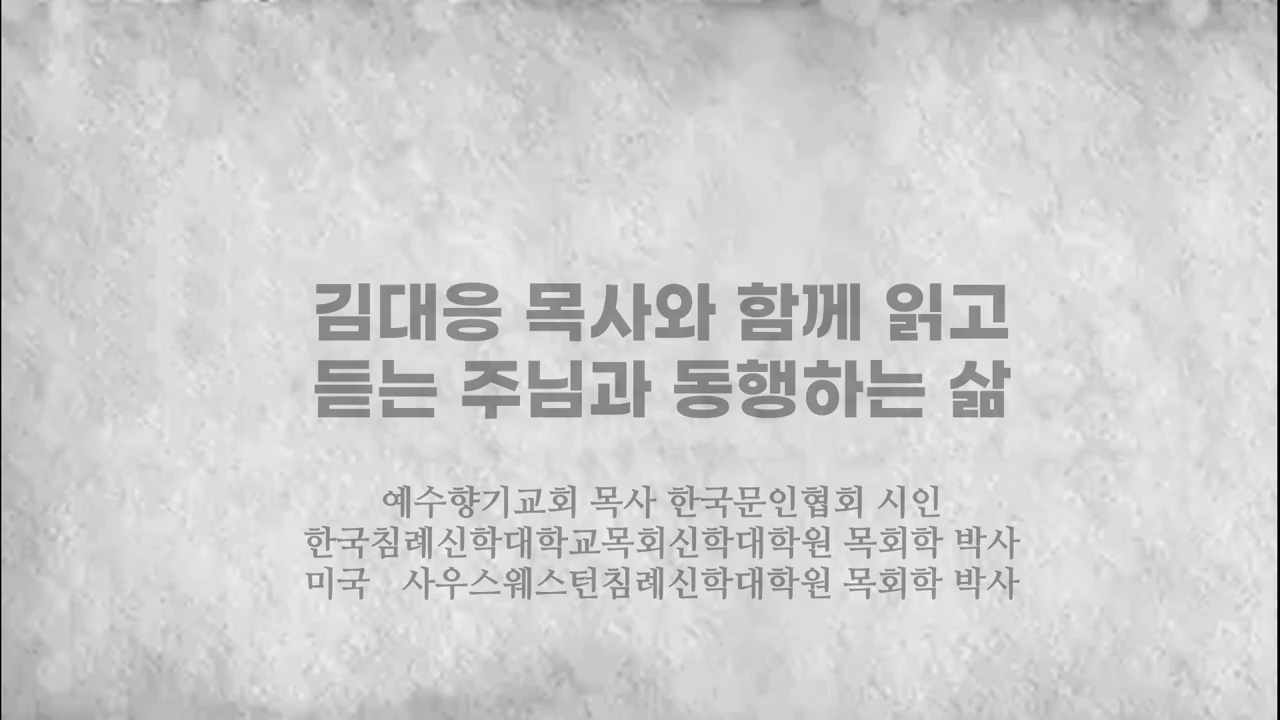 김대응 목사와 함께 읽고
듣는 주님과 동행하는 삶
예수향기교회 목사 한국문인협회 시인
한국침례신학대학교목회신학대학원 목회학 박사
미국 사우스웨스턴침례신학대학원 목회학 박사